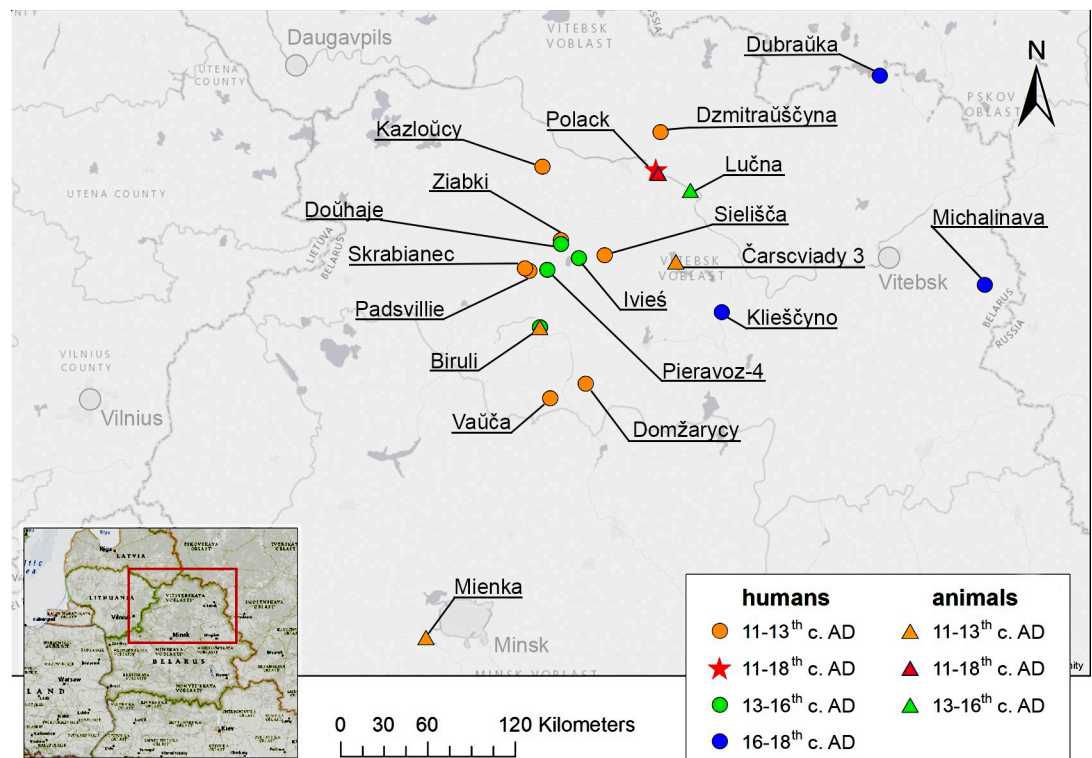 Daugavpils
VITEBSK
VOBLAST
RUSSIA
Dubraŭka
N
UTENA
COUNTY
PSKOV
OBLAST
Polack
Dzmitraŭščyna
Kazloŭcy
Lučna
Ziabki
UTENA COUNTY
Doŭhaje
Sielišča
Michalinava
LIETUVA
BELARUS
Skrabianec
VITEBSK
VOBLAST
Čarscviady 3
Vitebsk
Padsvillie
Ivieś
Klieščyno
BELARUS
RUSSIA
VILNIUS
COUNTY
Biruli
Pieravoz-4
Vilnius
Vaŭča
Domžarycy
Mienka
Minsk
MINSK VOBLAST
LATVIA
LITHUANIA
Vilnius
Minsk
BELARUS
Warsaw
LAND
Kiev
0 30 60 120 Kilometers
humans animals
11-13th c. AD 11-13th c. AD
11-18th c. AD 11-18th c. AD
13-16th c. AD 13-16th c. AD
16-18th c. AD